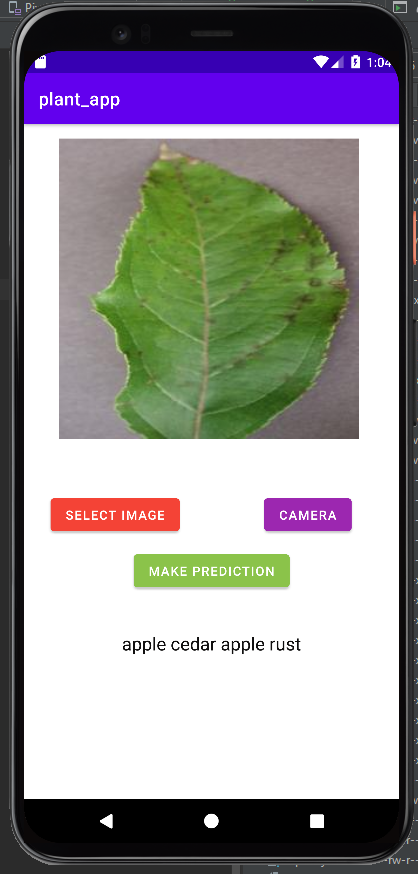 1:04
plant_app
SELECT IMAGE
CAMERA
MAKE PREDICTION
apple cedar apple rust